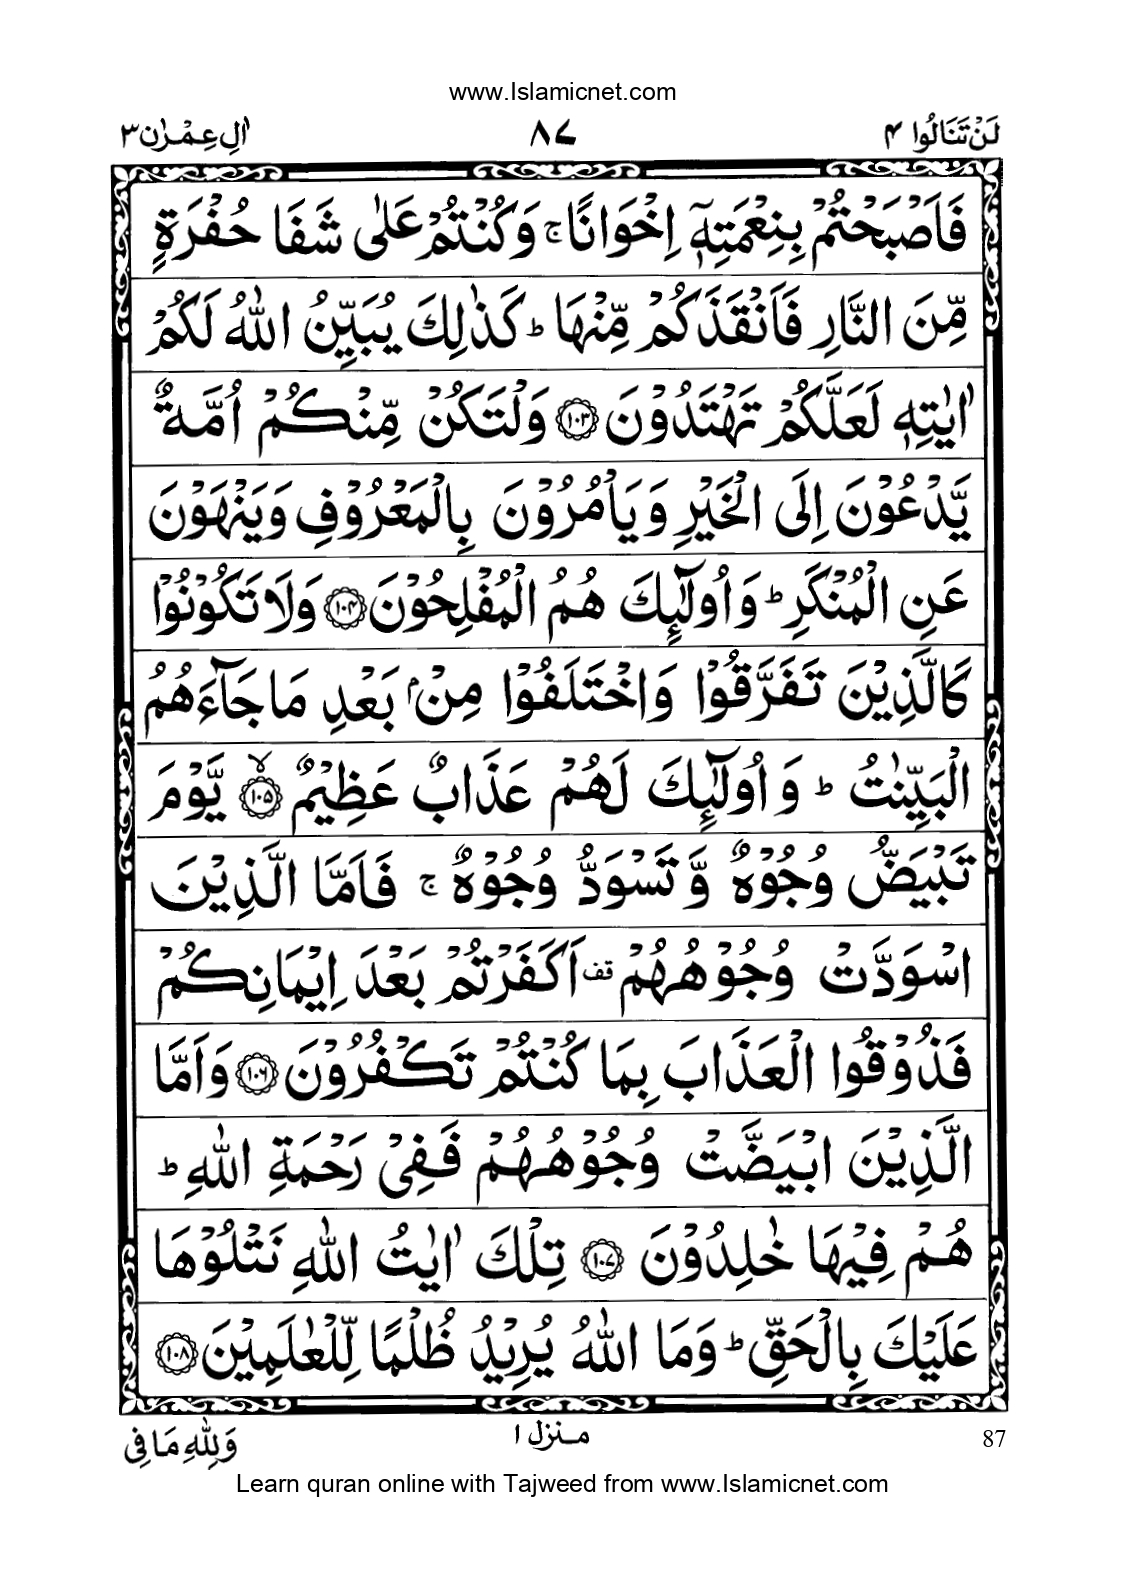 www.Islamicnet.com
لَنْ تَنَالُوا ۴ ۸۷ اٰلِ عِمْرٰن ۳
فَاَصْبَحْتُمْ بِنِعْمَتِهٖۤ اِخْوَانًا ۚ وَكُنْتُمْ عَلٰى شَفَا حُفْرَةٍ
مِّنَ النَّارِ فَاَنْقَذَكُمْ مِّنْهَا ؕ كَذٰلِكَ يُبَيِّنُ اللّٰهُ لَكُمْ
اٰيٰتِهٖ لَعَلَّكُمْ تَهْتَدُوْنَ ۝۱۰۳ وَلْتَكُنْ مِّنْكُمْ اُمَّةٌ
يَّدْعُوْنَ اِلَى الْخَيْرِ وَيَاْمُرُوْنَ بِالْمَعْرُوْفِ وَيَنْهَوْنَ
عَنِ الْمُنْكَرِ ؕ وَاُولٰٓئِكَ هُمُ الْمُفْلِحُوْنَ ۝۱۰۴ وَلَا تَكُوْنُوْا
كَالَّذِيْنَ تَفَرَّقُوْا وَاخْتَلَفُوْا مِنْۢ بَعْدِ مَا جَآءَهُمُ
الْبَيِّنٰتُ ؕ وَاُولٰٓئِكَ لَهُمْ عَذَابٌ عَظِيْمٌ ۝۱۰۵ۙ يَّوْمَ
تَبْيَضُّ وُجُوْهٌ وَّتَسْوَدُّ وُجُوْهٌ ۚ فَاَمَّا الَّذِيْنَ
اسْوَدَّتْ وُجُوْهُهُمْ قف اَكَفَرْتُمْ بَعْدَ اِيْمَانِكُمْ
فَذُوْقُوا الْعَذَابَ بِمَا كُنْتُمْ تَكْفُرُوْنَ ۝۱۰۶ وَاَمَّا
الَّذِيْنَ ابْيَضَّتْ وُجُوْهُهُمْ فَفِيْ رَحْمَةِ اللّٰهِ ؕ
هُمْ فِيْهَا خٰلِدُوْنَ ۝۱۰۷ تِلْكَ اٰيٰتُ اللّٰهِ نَتْلُوْهَا
عَلَيْكَ بِالْحَقِّ ؕ وَمَا اللّٰهُ يُرِيْدُ ظُلْمًا لِّلْعٰلَمِيْنَ ۝۱۰۸
87 منزل ۱ وَلِلّٰهِ مَا فِي
Learn quran online with Tajweed from www.Islamicnet.com